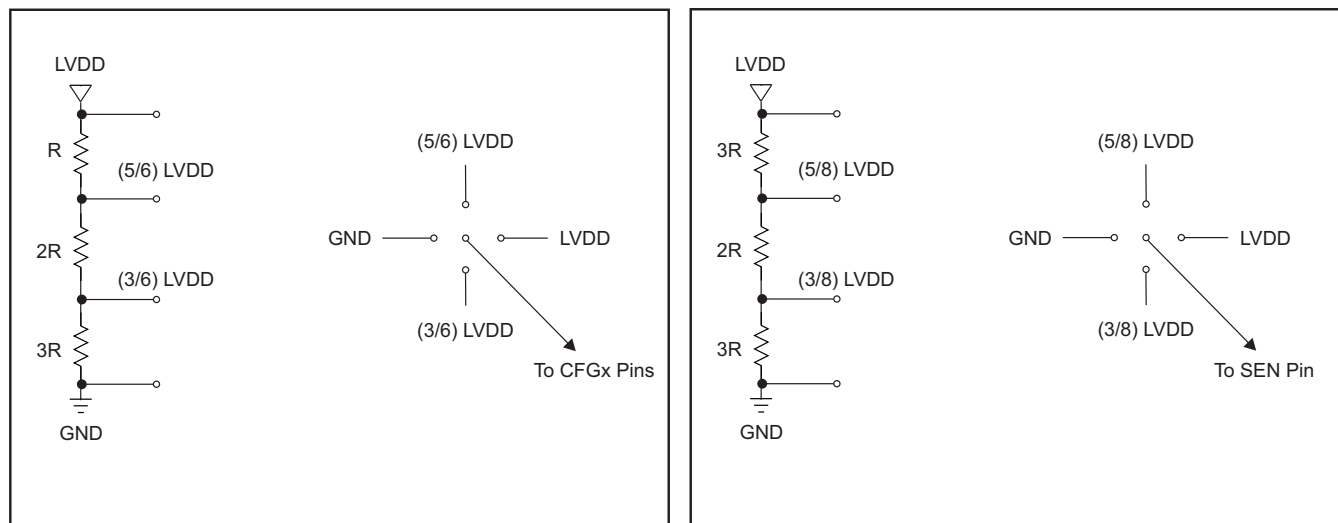 LVDD
R
(5/6) LVDD
2R
(3/6) LVDD
3R
GND
(5/6) LVDD
GND
LVDD
(3/6) LVDD
To CFGx Pins
LVDD
3R
(5/8) LVDD
2R
(3/8) LVDD
3R
GND
(5/8) LVDD
GND
LVDD
(3/8) LVDD
To SEN Pin